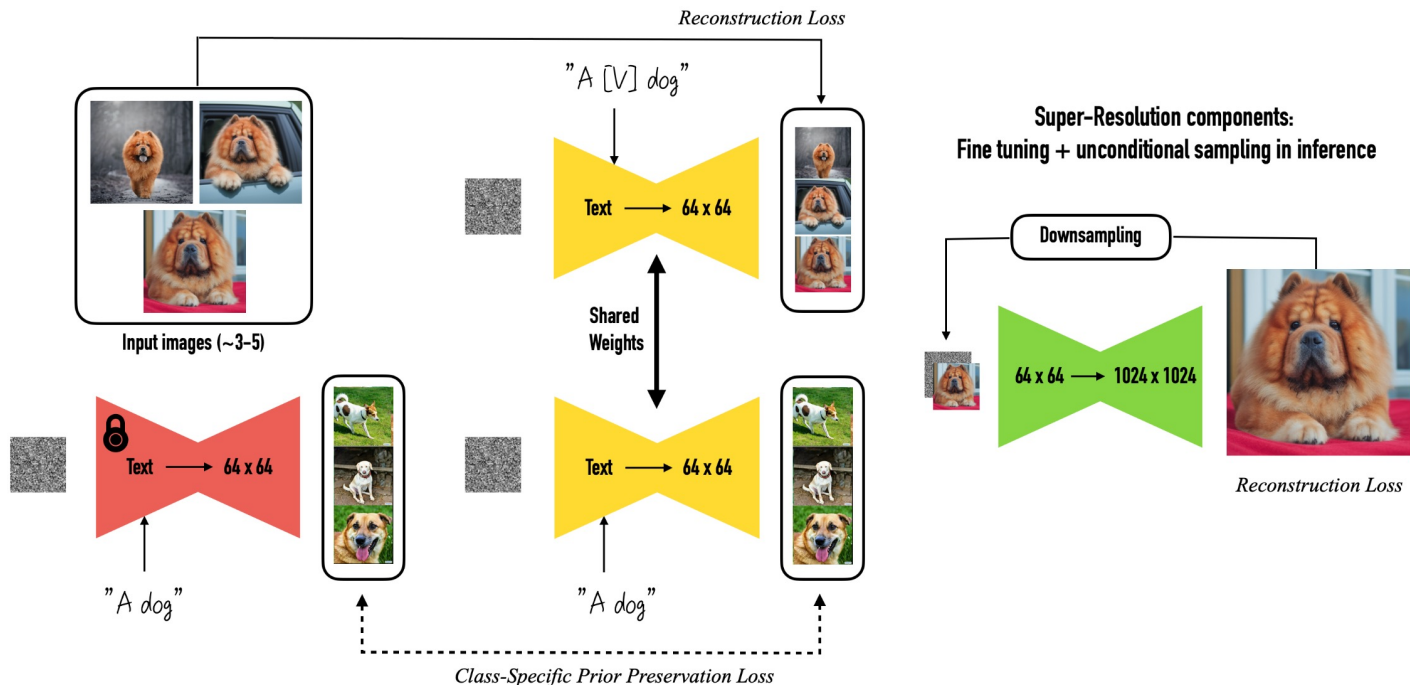 Reconstruction Loss
"A [V] dog"
Text → 64 x 64
Input images (~3-5)
Shared
Weights
Text → 64 x 64
"A dog"
Text → 64 x 64
"A dog"
Class-Specific Prior Preservation Loss
Super-Resolution components:
Fine tuning + unconditional sampling in inference
Downsampling
64 x 64 → 1024 x 1024
Reconstruction Loss